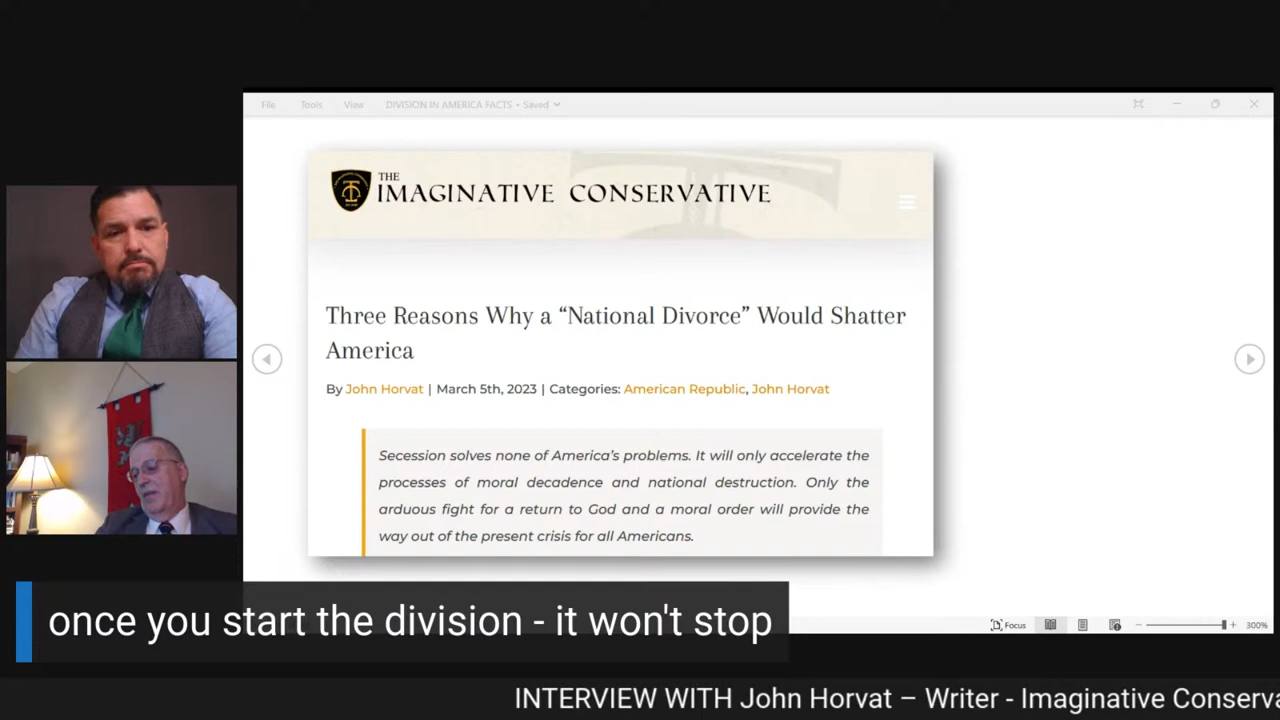 File Tools View DIVISION IN AMERICA FACTS • Saved
THE
IMAGINATIVE CONSERVATIVE
Three Reasons Why a “National Divorce” Would Shatter
America
By John Horvat | March 5th, 2023 | Categories: American Republic, John Horvat
Secession solves none of America’s problems. It will only accelerate the
processes of moral decadence and national destruction. Only the
arduous fight for a return to God and a moral order will provide the
way out of the present crisis for all Americans.
once you start the division - it won't stop
Focus 300%
INTERVIEW WITH John Horvat – Writer - Imaginative Conserva